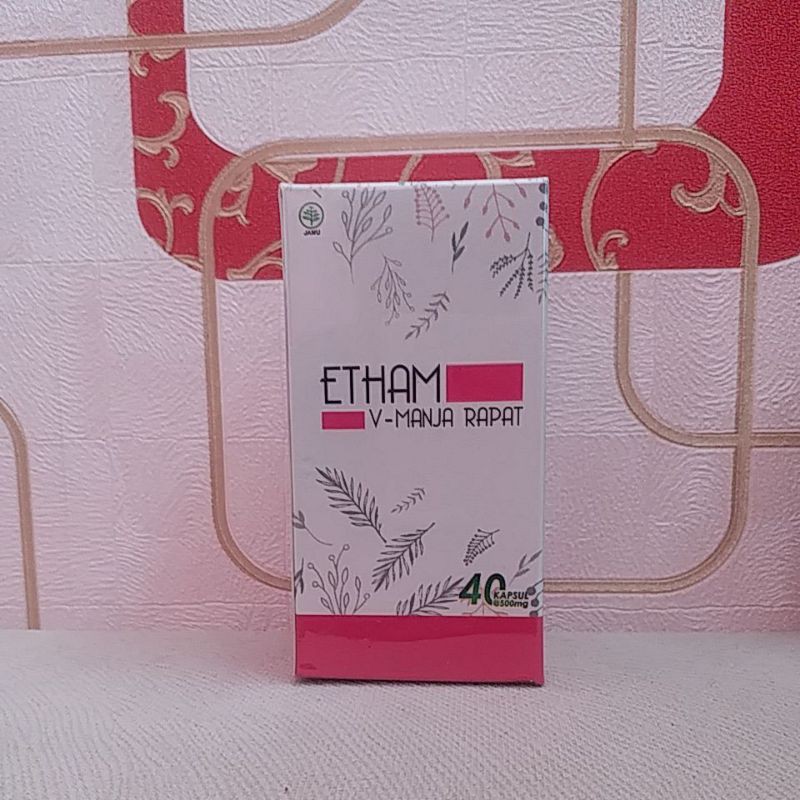 JAMU
ETHAM
V-MANJA RAPAT
40 KAPSUL
@500mg